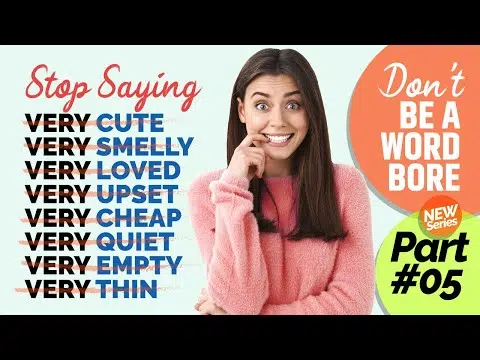 Stop Saying
VERY CUTE
VERY SMELLY
VERY LOVED
VERY UPSET
VERY CHEAP
VERY QUIET
VERY EMPTY
VERY THIN
Don't
BE A
WORD
BORE
NEW
Series
Part
#05